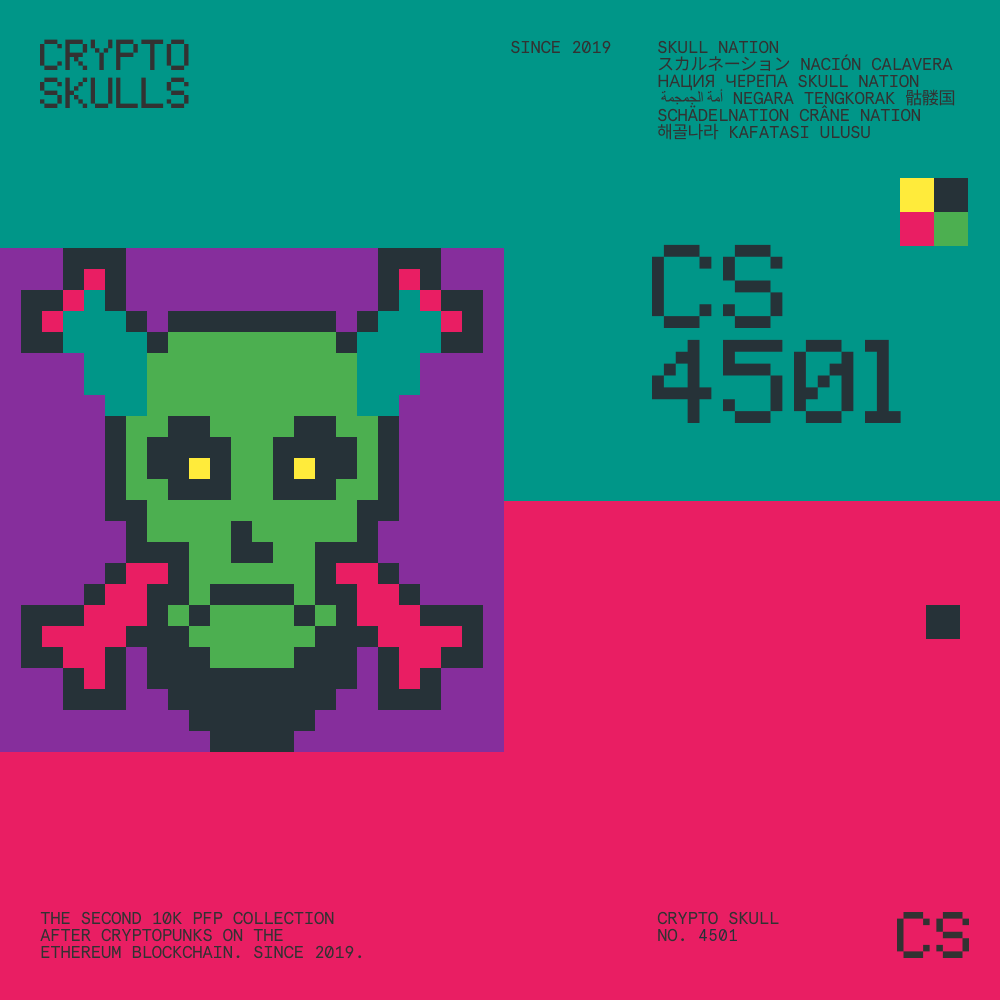 CRYPTO
SKULLS
SINCE 2019
SKULL NATION
スカルネーション NACIÓN CALAVERA
НАЦИЯ ЧЕРЕПА SKULL NATION
أمة الجمجمة NEGARA TENGKORAK 骷髅国
SCHÄDELNATION CRÂNE NATION
해골나라 KAFATASI ULUSU
CS
4501
THE SECOND 10K PFP COLLECTION
AFTER CRYPTOPUNKS ON THE
ETHEREUM BLOCKCHAIN. SINCE 2019.
CRYPTO SKULL
NO. 4501
CS